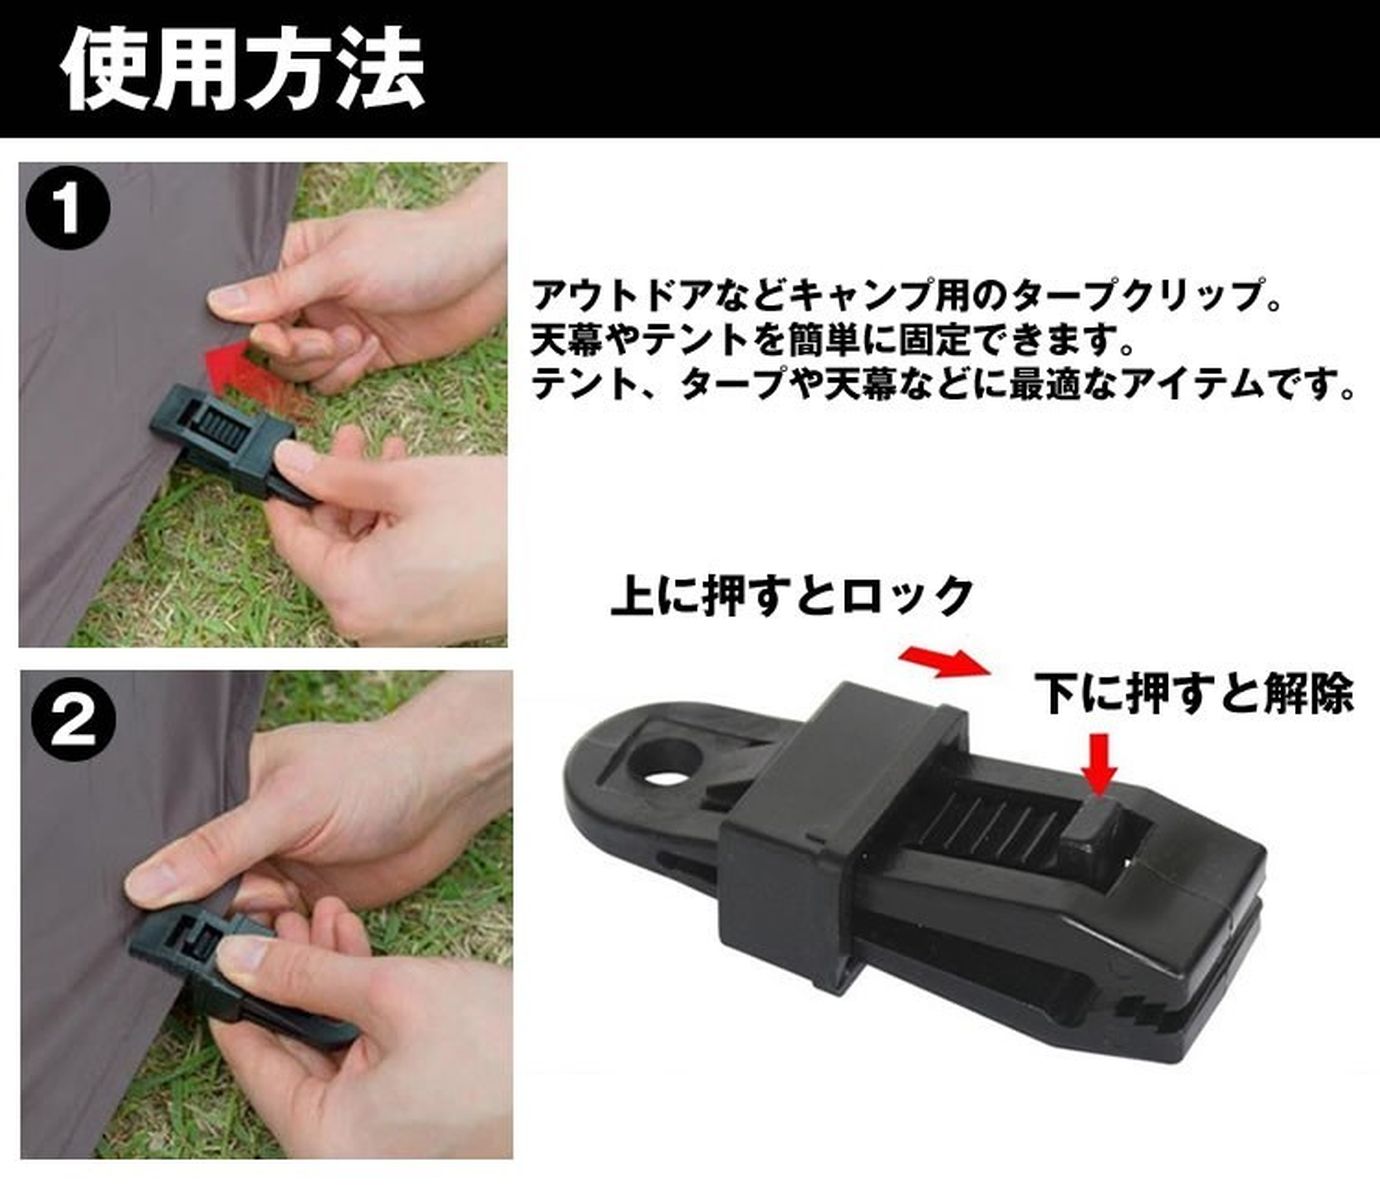 使用方法
1
アウトドアなどキャンプ用のタープクリップ。
天幕やテントを簡単に固定できます。
テント、タープや天幕などに最適なアイテムです。
上に押すとロック
下に押すと解除
2